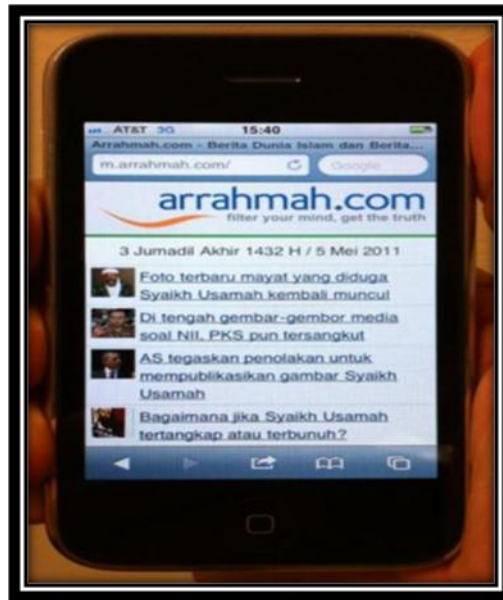 AT&T 3G 15:40
Arrahmah.com - Berita Dunia Islam dan Berita...
m.arrahmah.com/ Google
arrahmah.com
filter your mind, get the truth
3 Jumadil Akhir 1432 H / 5 Mei 2011
Foto terbaru mayat yang diduga
Syaikh Usamah kembali muncul
Di tengah gembar-gembor media
soal NII, PKS pun tersangkut
AS tegaskan penolakan untuk
mempublikasikan gambar Syaikh
Usamah
Bagaimana jika Syaikh Usamah
tertangkap atau terbunuh?